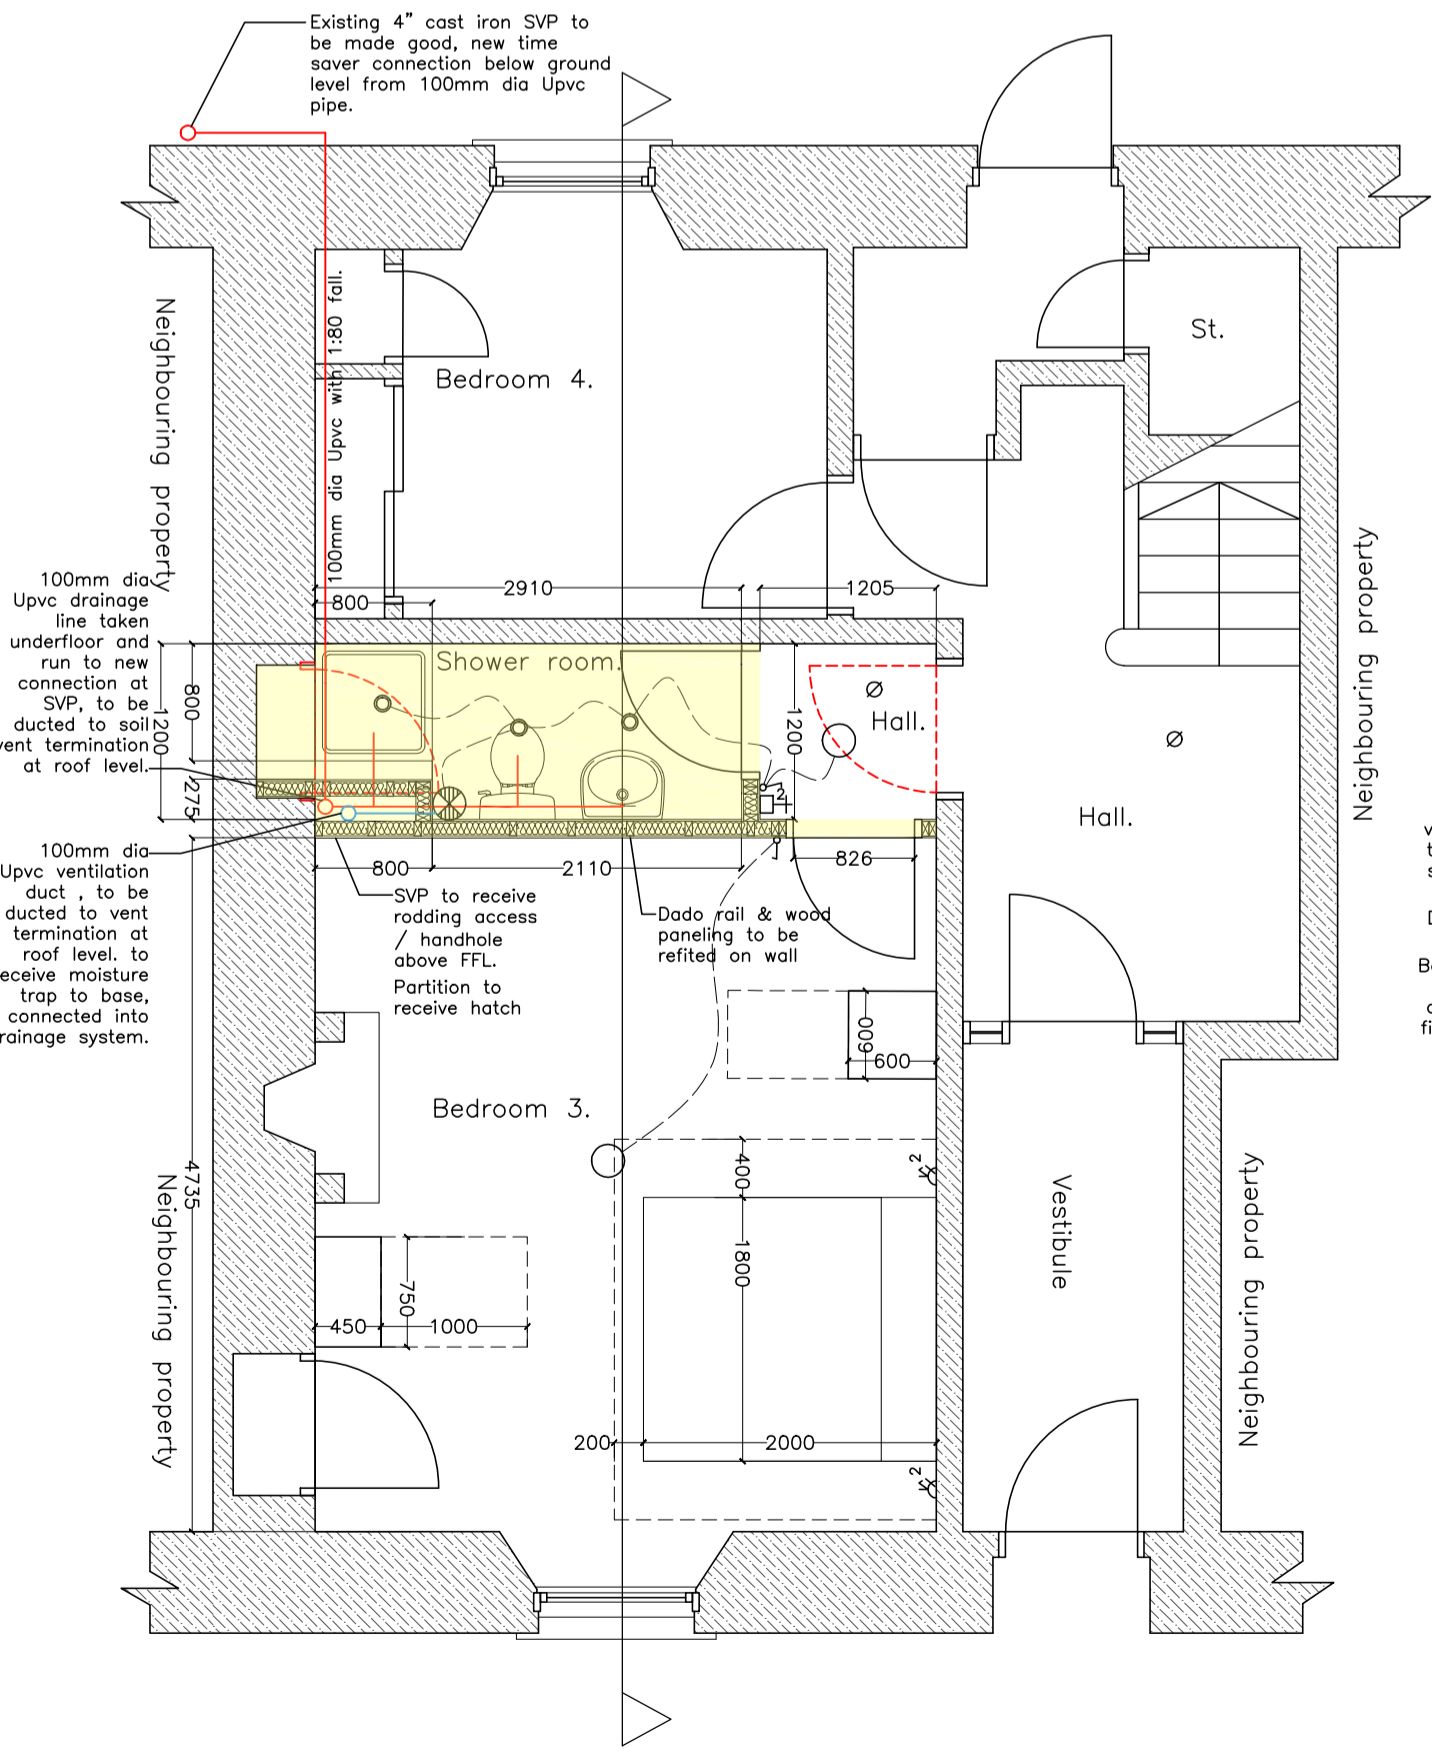 Existing 4” cast iron SVP to
be made good, new time
saver connection below ground
level from 100mm dia Upvc
pipe.
Neighbouring property
100mm dia Upvc with 1:80 fall.
Bedroom 4.
St.
Neighbouring property
100mm dia
Upvc drainage
line taken
underfloor and
run to new
connection at
SVP, to be
ducted to soil
vent termination
at roof level.
2910
1205
800
Shower room.
800
1200
275
1200
Ø
Hall.
Ø
Hall.
2
100mm dia
Upvc ventilation
duct , to be
ducted to vent
termination at
roof level. to
receive moisture
trap to base,
connected into
drainage system.
800
2110
826
SVP to receive
rodding access
/ handhole
above FFL.
Partition to
receive hatch
Dado rail & wood
paneling to be
refited on wall
600
600
Bedroom 3.
4735
Neighbouring property
400
2
1800
Vestibule
Neighbouring property
750
450
1000
200
2000
2